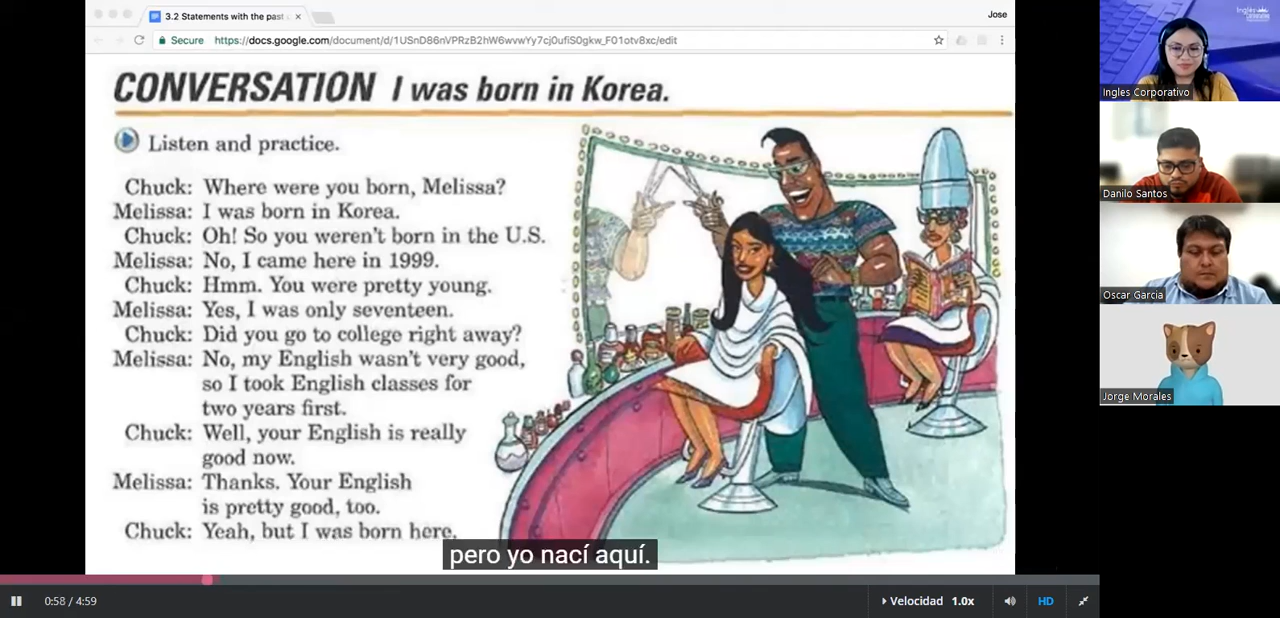 3.2 Statements with the past
Jose
Secure
https://docs.google.com/document/d/1USnD86nVPRzB2hW6wvwYy7cj0ufiS0gkw_F01otv8xc/edit
CONVERSATION I was born in Korea.
Listen and practice.
Chuck: Where were you born, Melissa?
Melissa: I was born in Korea.
Chuck: Oh! So you weren't born in the U.S.
Melissa: No, I came here in 1999.
Chuck: Hmm. You were pretty young.
Melissa: Yes, I was only seventeen.
Chuck: Did you go to college right away?
Melissa: No, my English wasn't very good,
so I took English classes for
two years first.
Chuck: Well, your English is really
good now.
Melissa: Thanks. Your English
is pretty good, too.
Chuck: Yeah, but I was born here.
pero yo nací aquí.
0:58 / 4:59
Velocidad 1.0x
HD
Ingles Corporativo
Ingles Corporativo
Danilo Santos
Oscar Garcia
Jorge Morales